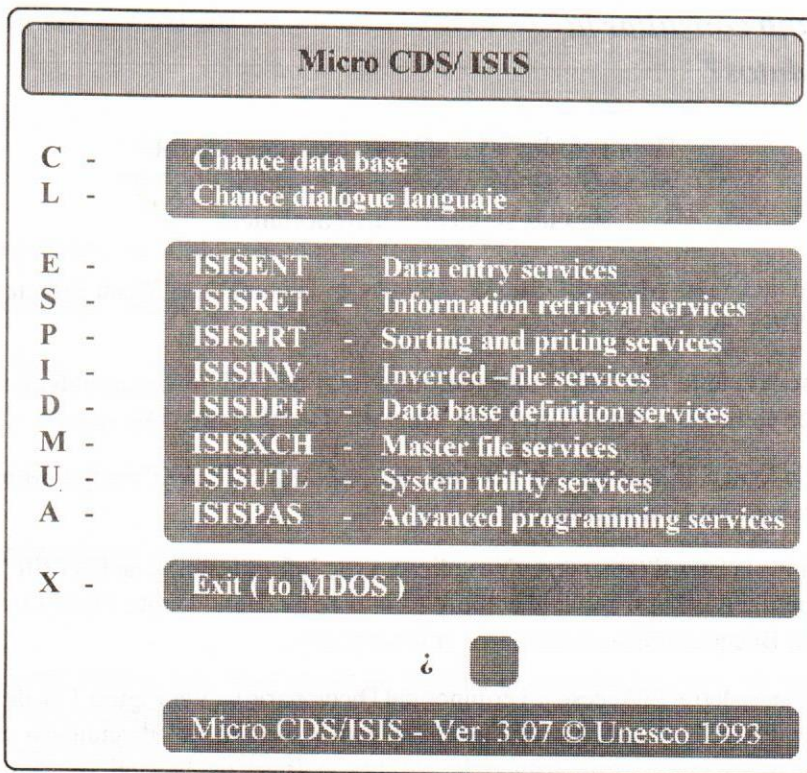 Micro CDS/ ISIS
C - Chance data base
L - Chance dialogue languaje
E - ISISENT - Data entry services
S - ISISRET - Information retrieval services
P - ISISPRT - Sorting and priting services
I - ISISINV - Inverted –file services
D - ISISDEF - Data base definition services
M - ISISXCH - Master file services
U - ISISUTL - System utility services
A - ISISPAS - Advanced programming services
X - Exit ( to MDOS )
¿
Micro CDS/ISIS - Ver. 3.07 © Unesco 1993